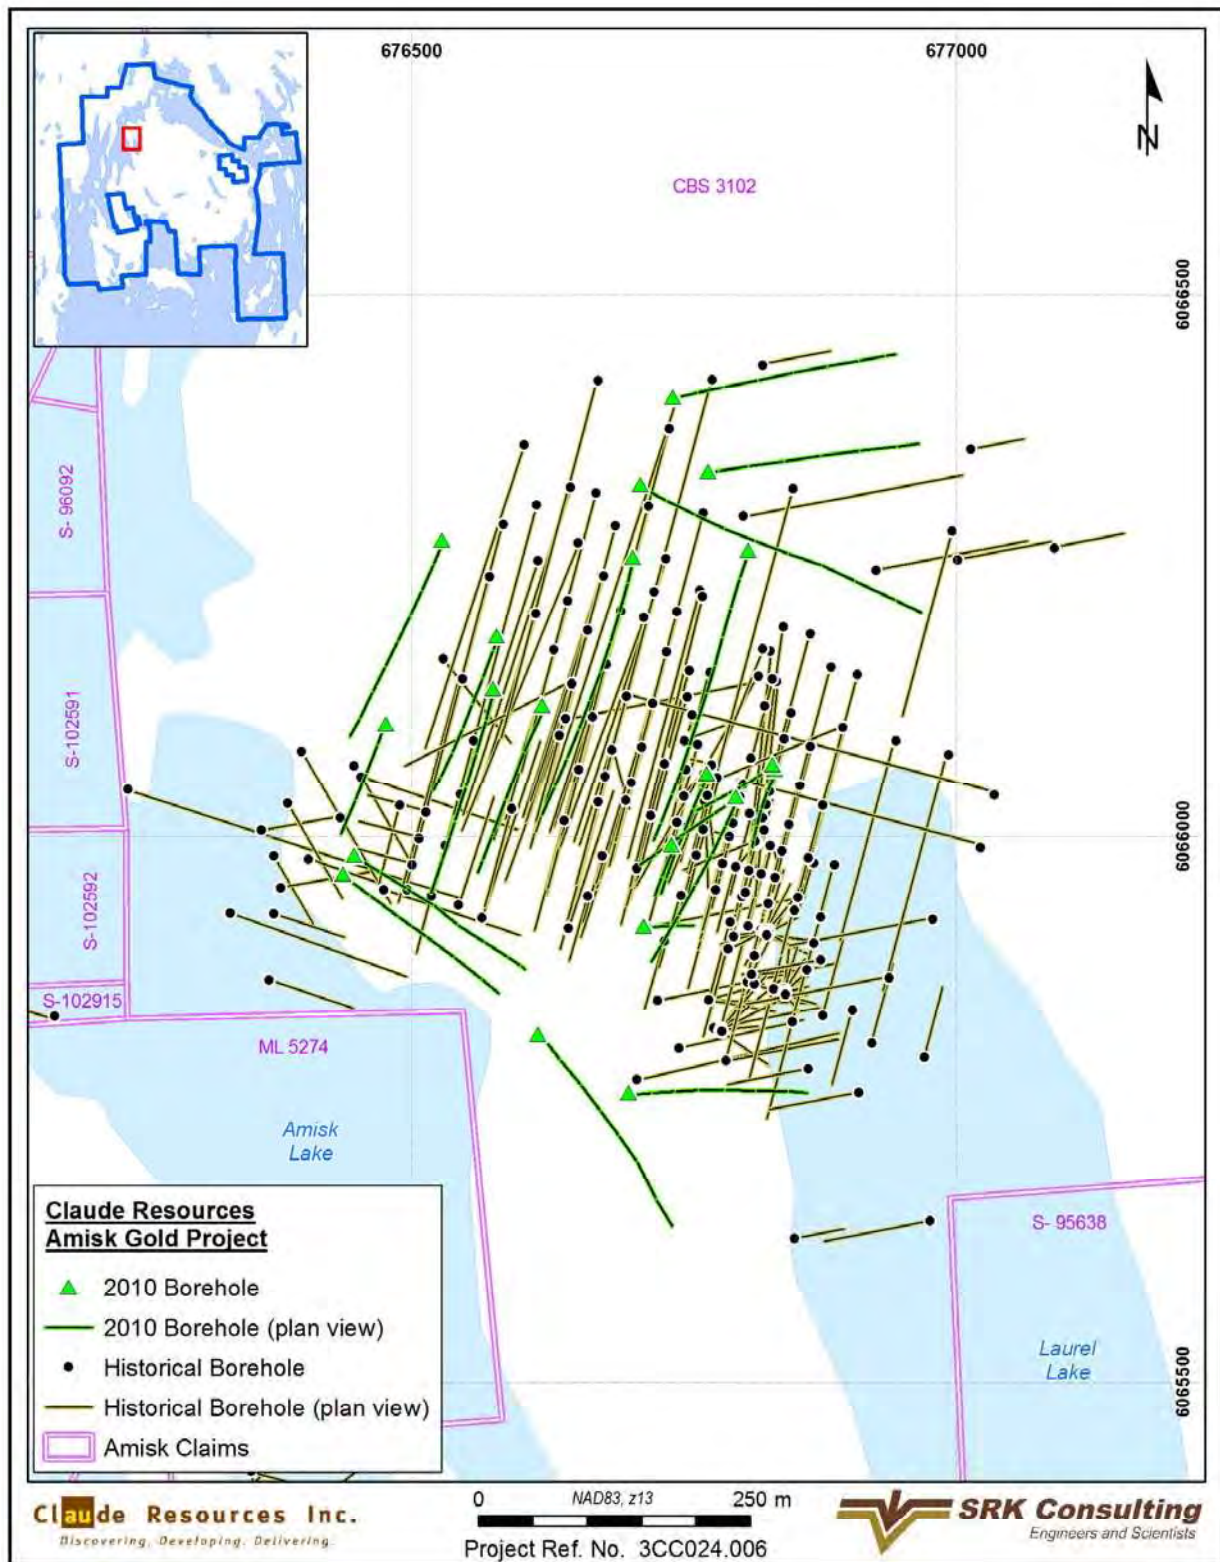 676500
677000
N
CBS 3102
6066500
S- 96092
S-102591
6066000
S-102592
S-102915
ML 5274
Amisk
Lake
Claude Resources
Amisk Gold Project
2010 Borehole
2010 Borehole (plan view)
Historical Borehole
Historical Borehole (plan view)
Amisk Claims
S- 95638
Laurel
Lake
6065500
Claude Resources Inc.
Discovering. Developing. Delivering.
0 NAD83, z13 250 m
Project Ref. No. 3CC024.006
SRK Consulting
Engineers and Scientists